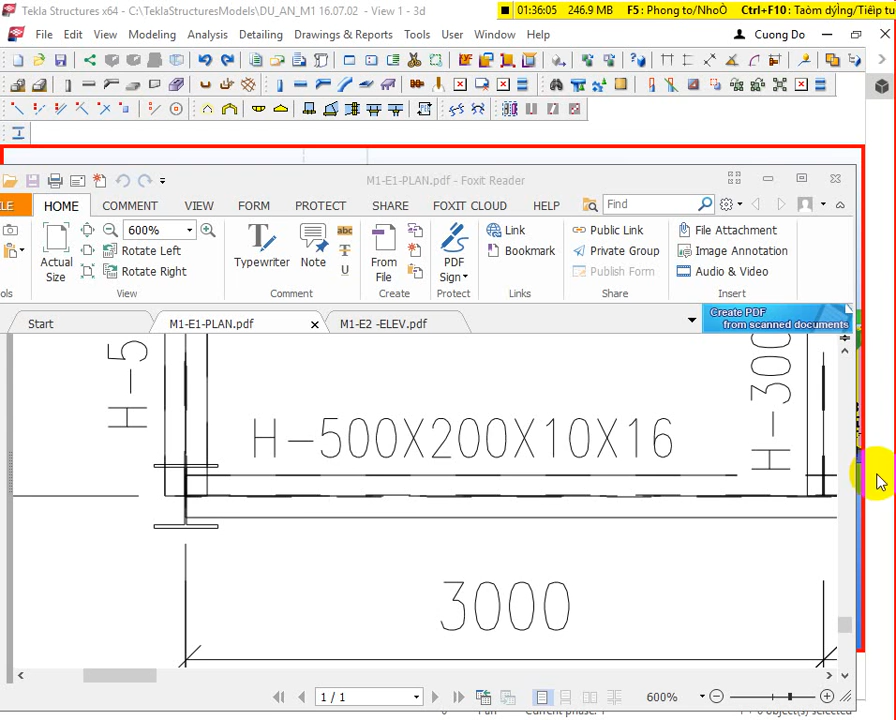 Tekla Structures x64 - C:\TeklaStructuresModels\DU_AN_M1 16.07.02 - View 1 - 3d
01:36:05 246.9 MB F5 : Phong to/NhoÒ Ctrl+F10 : Taòm dýÌng/Tiêìp tu
File Edit View Modeling Analysis Detailing Drawings & Reports Tools User Window Help Cuong Do
M1-E1-PLAN.pdf - Foxit Reader
HOME COMMENT VIEW FORM PROTECT SHARE FOXIT CLOUD HELP Find
600%
Actual Size
Rotate Left
Rotate Right
View
Typewriter
Note
abc
T
U
Comment
From File
Create
PDF Sign
Protect
Link
Bookmark
Links
Public Link
Private Group
Publish Form
Share
File Attachment
Image Annotation
Audio & Video
Insert
Start M1-E1-PLAN.pdf M1-E2 -ELEV.pdf
Create PDF
from scanned documents
H-5
H-500X200X10X16
H-300
3000
1 / 1 600%